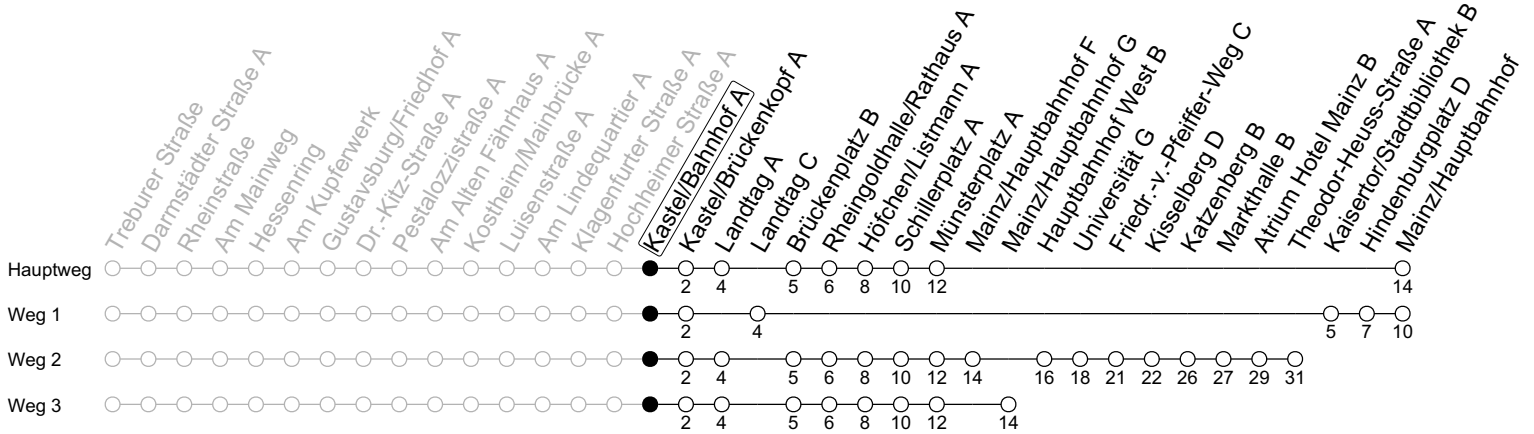 Treburer Straße
Darmstädter Straße A
Rheinstraße
Am Mainweg
Hessenring
Am Kupferwerk
Gustavsburg/Friedhof A
Dr.-Kitz-Straße A
Pestalozzistraße A
Am Alten Fährhaus A
Kostheim/Mainbrücke A
Luisenstraße A
Am Lindequartier A
Klagenfurter Straße A
Hochheimer Straße A
Kastel/Bahnhof A
Kastel/Brückenkopf A
Landtag A
Landtag C
Brückenplatz B
Rheingoldhalle/Rathaus A
Höfchen/Listmann A
Schillerplatz A
Münsterplatz A
Mainz/Hauptbahnhof F
Mainz/Hauptbahnhof G
Hauptbahnhof West B
Universität G
Friedr.-v.-Pfeiffer-Weg C
Kisselberg D
Katzenberg B
Markthalle B
Atrium Hotel Mainz B
Theodor-Heuss-Straße A
Kaisertor/Stadtbibliothek B
Hindenburgplatz D
Mainz/Hauptbahnhof
Hauptweg
2 4 5 6 8 10 12 14
Weg 1
2 4 5 7 10
Weg 2
2 4 5 6 8 10 12 14 16 18 21 22 26 27 29 31
Weg 3
2 4 5 6 8 10 12 14